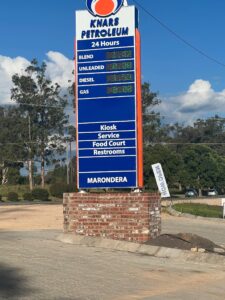 KNARS
PETROLEUM
24 Hours
BLEND
UNLEADED
DIESEL
GAS
Kiosk
Service
Food Court
Restrooms
MARONDERA